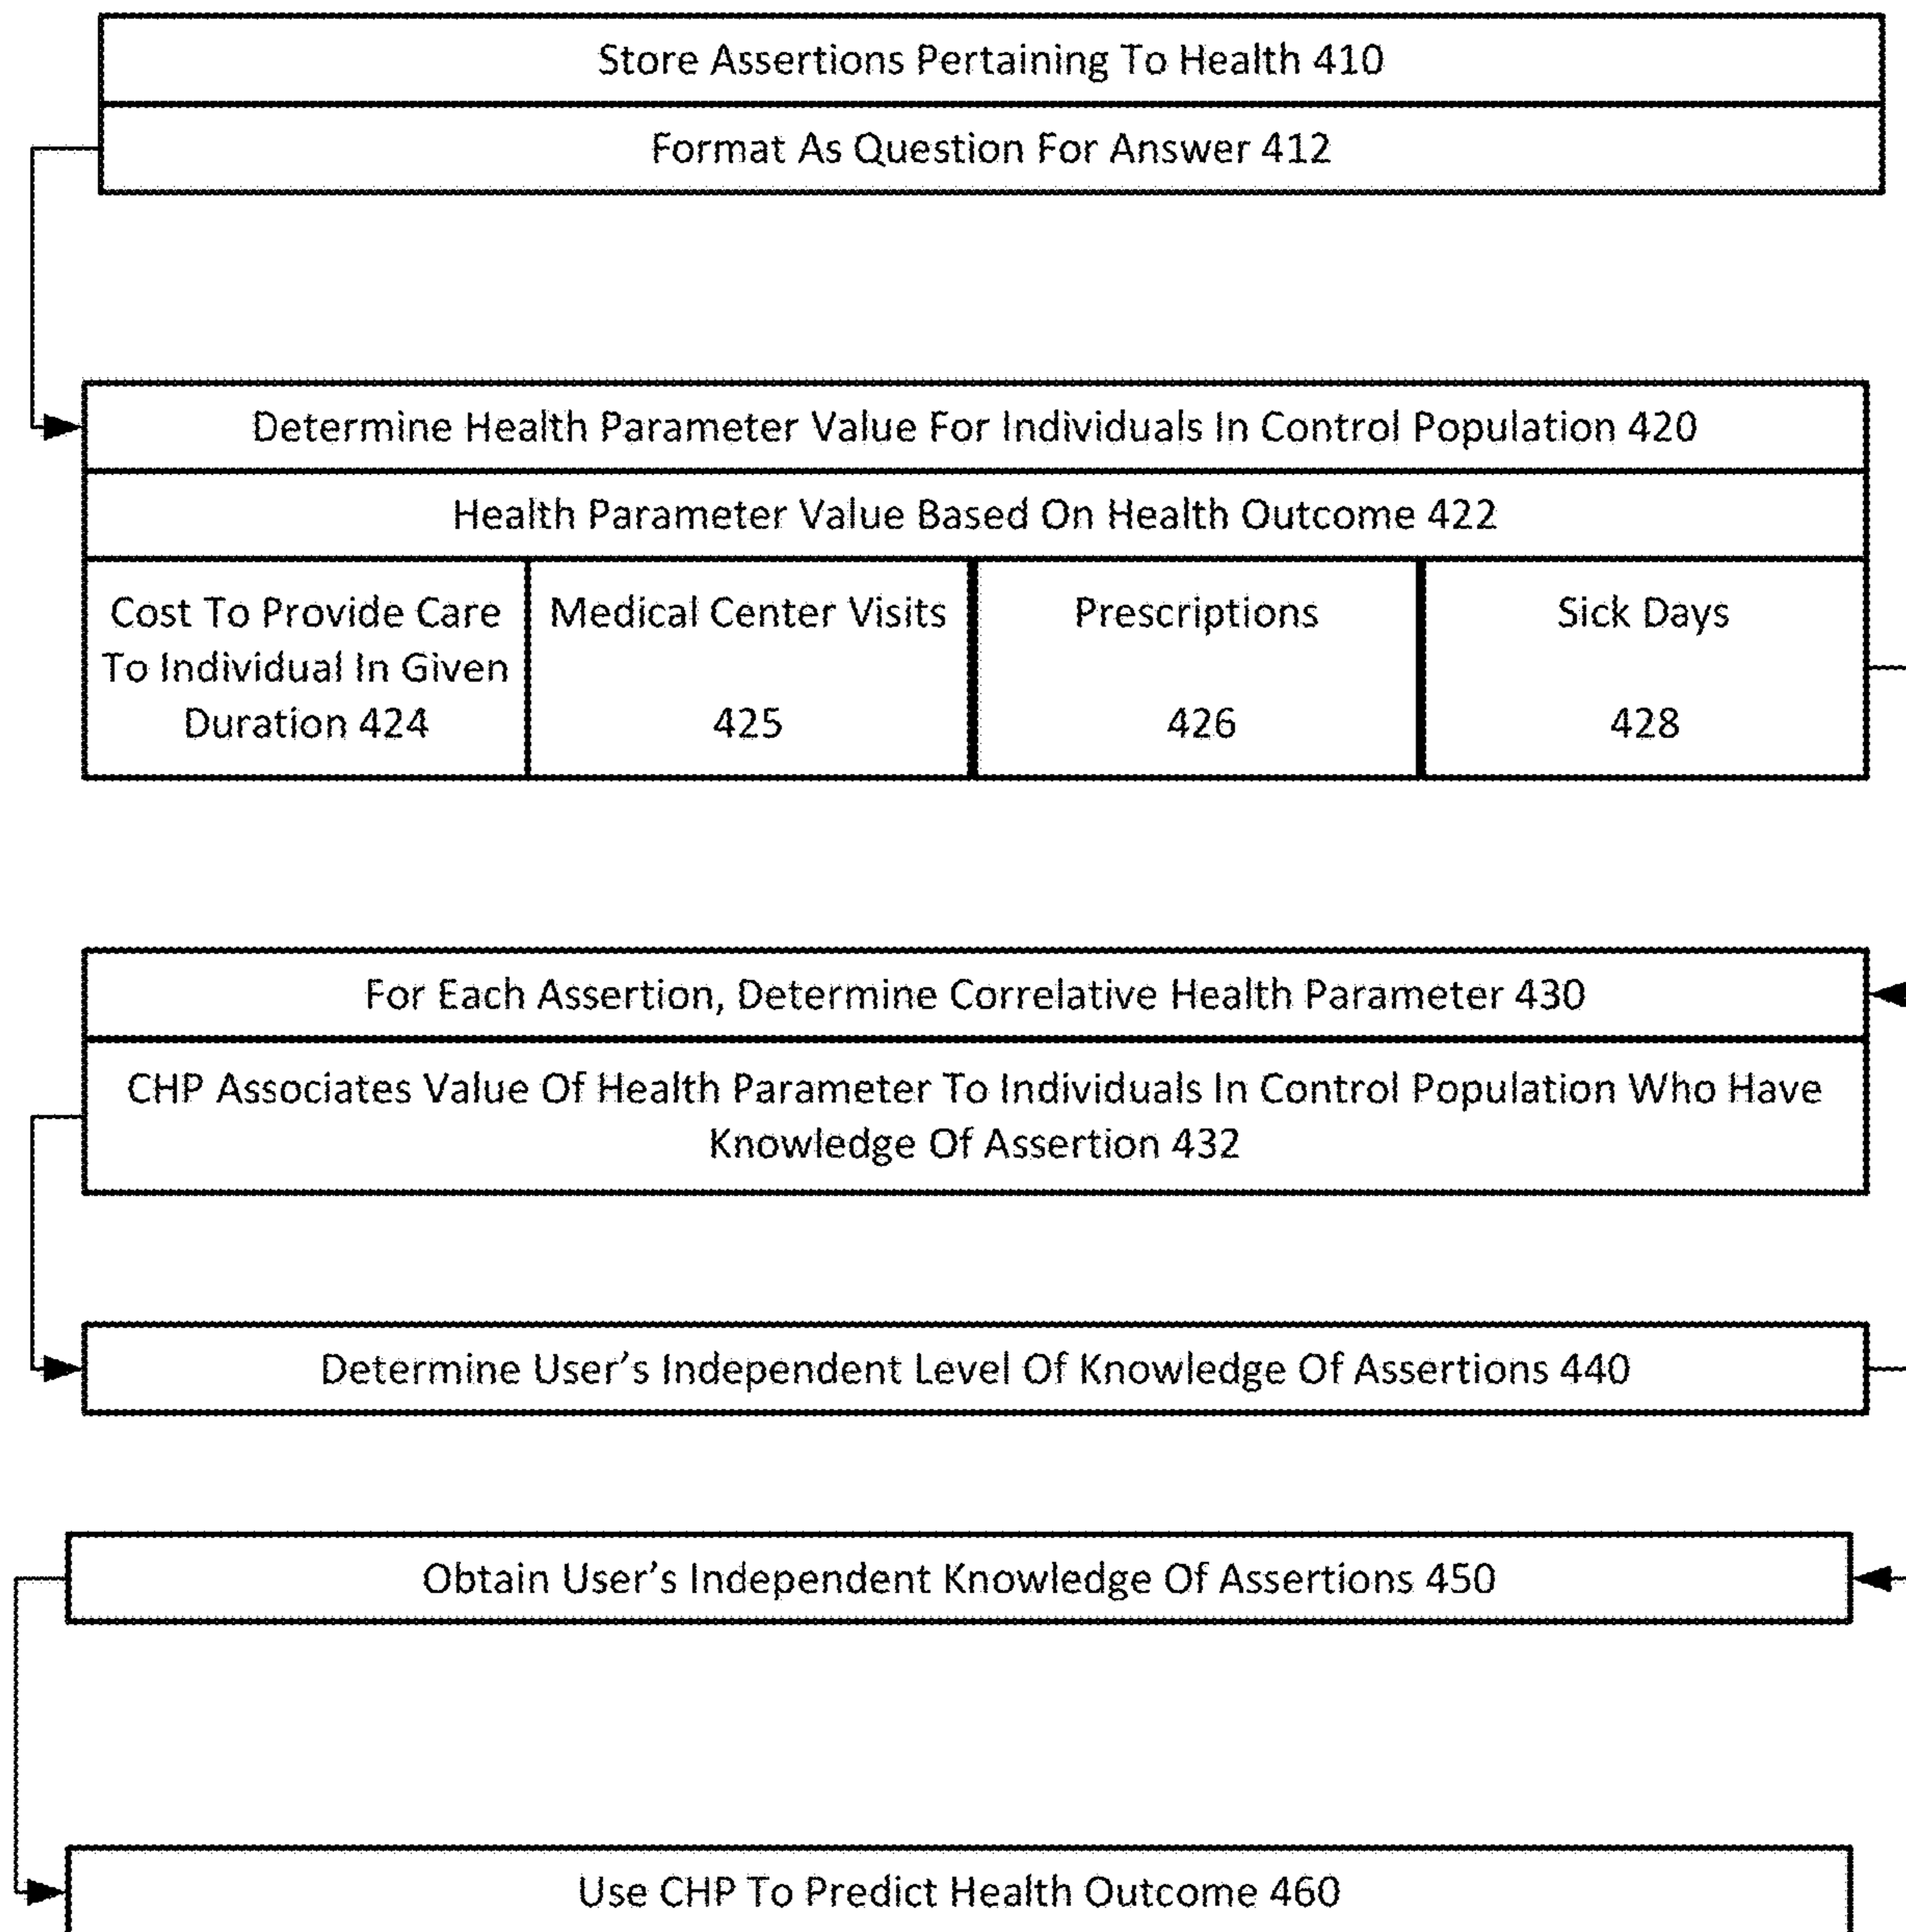 Store Assertions Pertaining To Health 410
Format As Question For Answer 412
Determine Health Parameter Value For Individuals In Control Population 420
Health Parameter Value Based On Health Outcome 422
Cost To Provide Care
To Individual In Given
Duration 424
Medical Center Visits
425
Prescriptions
426
Sick Days
428
For Each Assertion, Determine Correlative Health Parameter 430
CHP Associates Value Of Health Parameter To Individuals In Control Population Who Have
Knowledge Of Assertion 432
Determine User's Independent Level Of Knowledge Of Assertions 440
Obtain User's Independent Knowledge Of Assertions 450
Use CHP To Predict Health Outcome 460